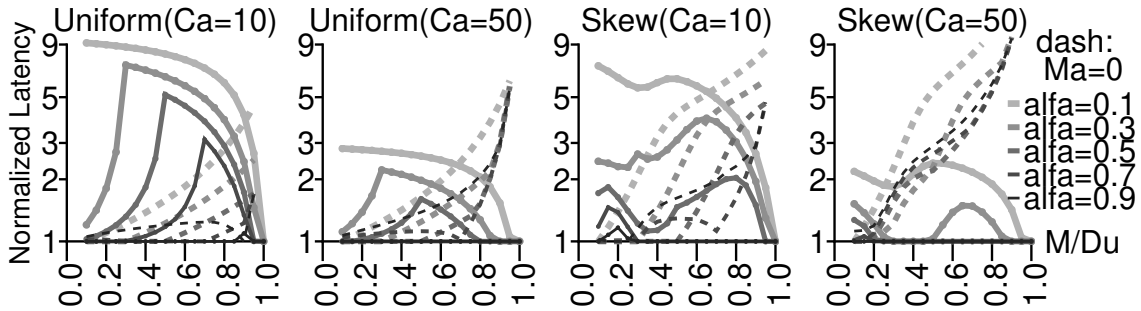 Uniform(Ca=10) Uniform(Ca=50) Skew(Ca=10) Skew(Ca=50)
Normalized Latency
9 9 9 9
5 5 5 5
3 3 3 3
2 2 2 2
1 1 1 1
0.0 0.2 0.4 0.6 0.8 1.0 0.0 0.2 0.4 0.6 0.8 1.0 0.0 0.2 0.4 0.6 0.8 1.0 0.0 0.2 0.4 0.6 0.8 1.0
dash:
Ma=0
alfa=0.1
alfa=0.3
alfa=0.5
alfa=0.7
alfa=0.9
M/Du